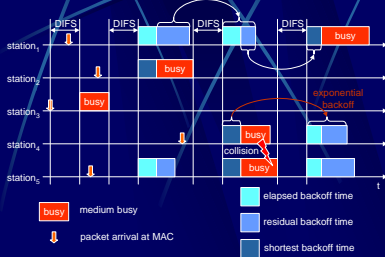 DIFS DIFS DIFS DIFS
station1
busy
station2
busy
exponential
backoff
busy
station3
busy
station4
collision
busy
station5
t
busy medium busy
packet arrival at MAC
elapsed backoff time
residual backoff time
shortest backoff time